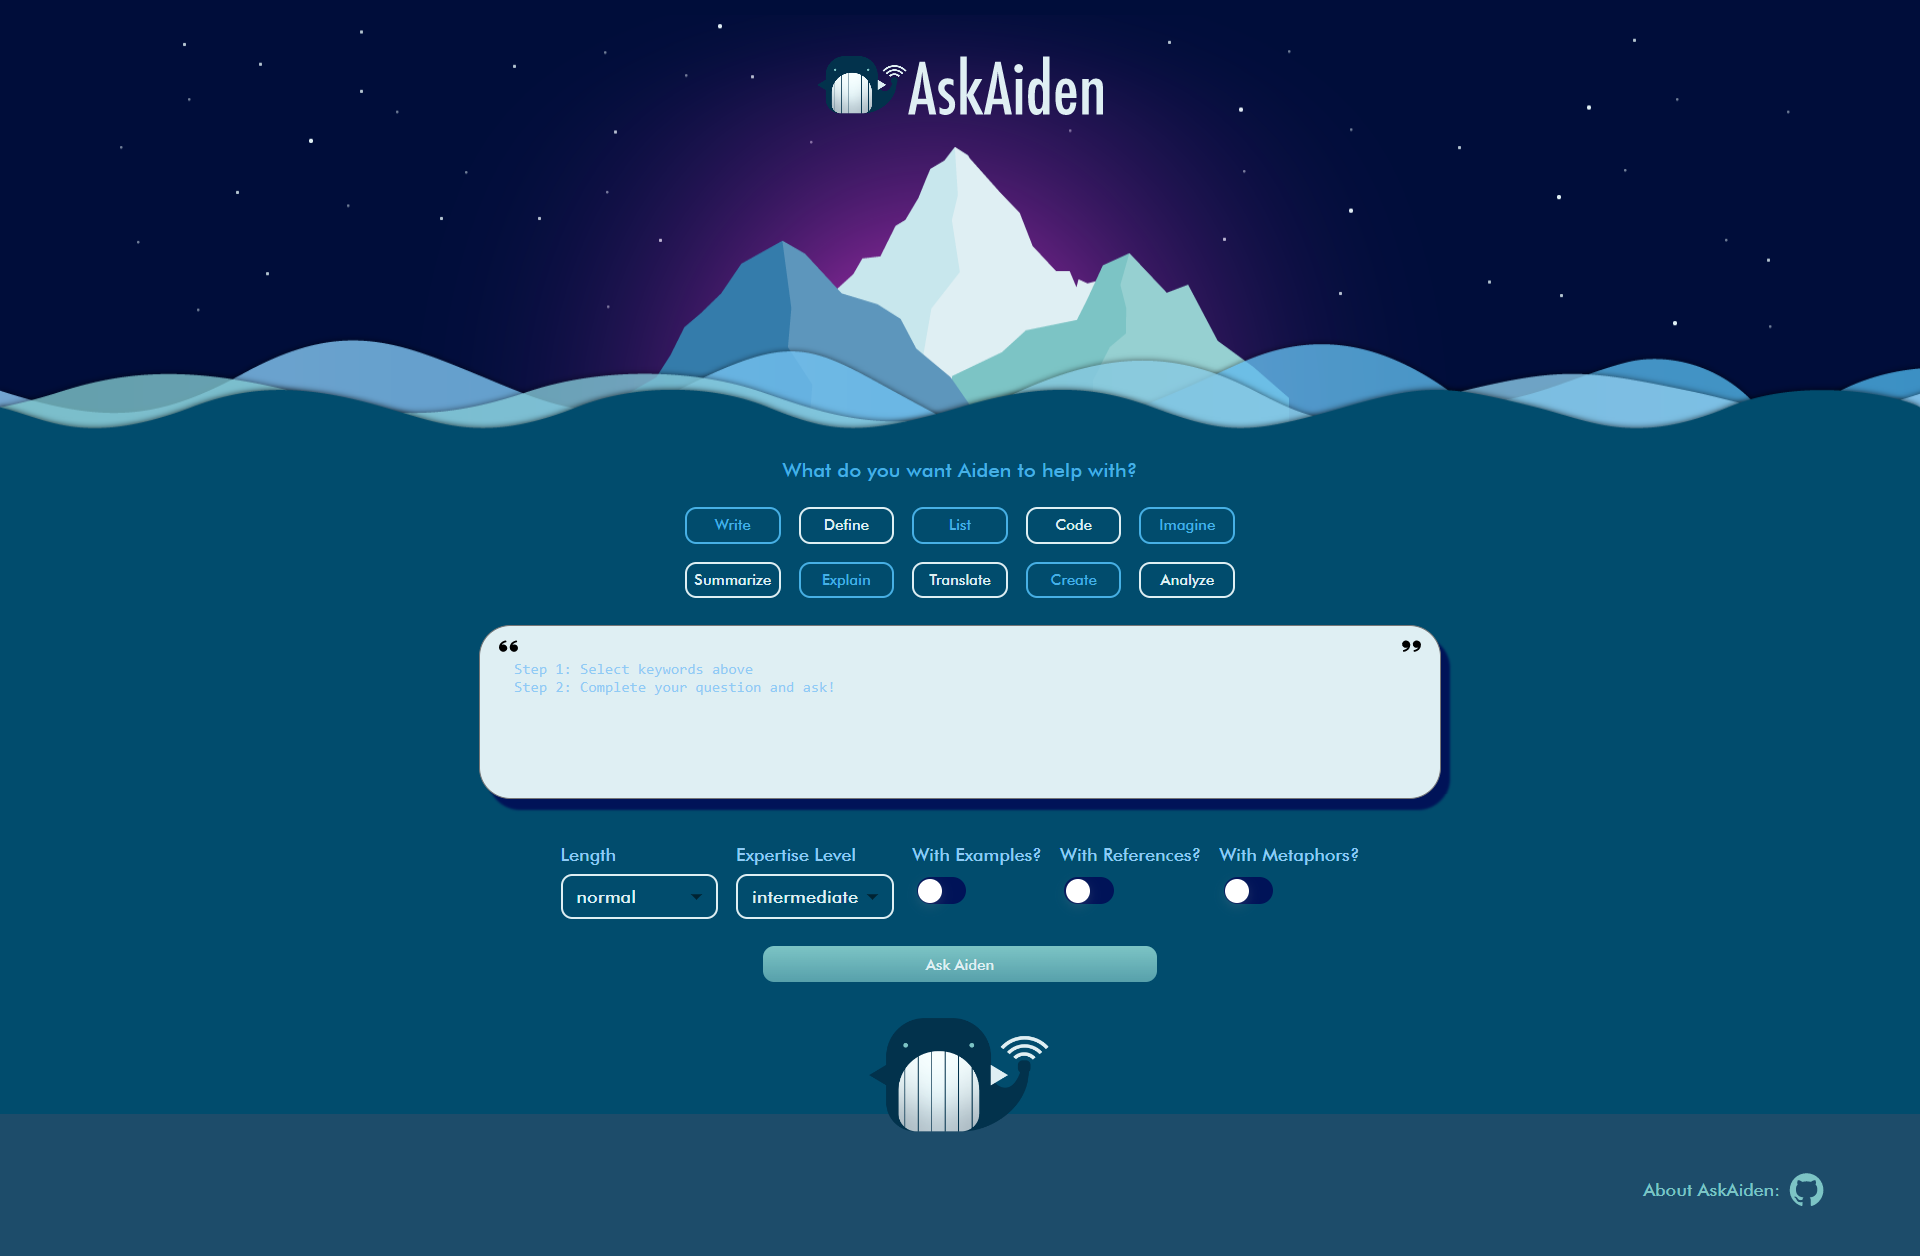 AskAiden
What do you want Aiden to help with?
Write Define List Code Imagine
Summarize Explain Translate Create Analyze
“ ”
Step 1: Select keywords above
Step 2: Complete your question and ask!
Length Expertise Level With Examples? With References? With Metaphors?
normal intermediate
Ask Aiden
About AskAiden: